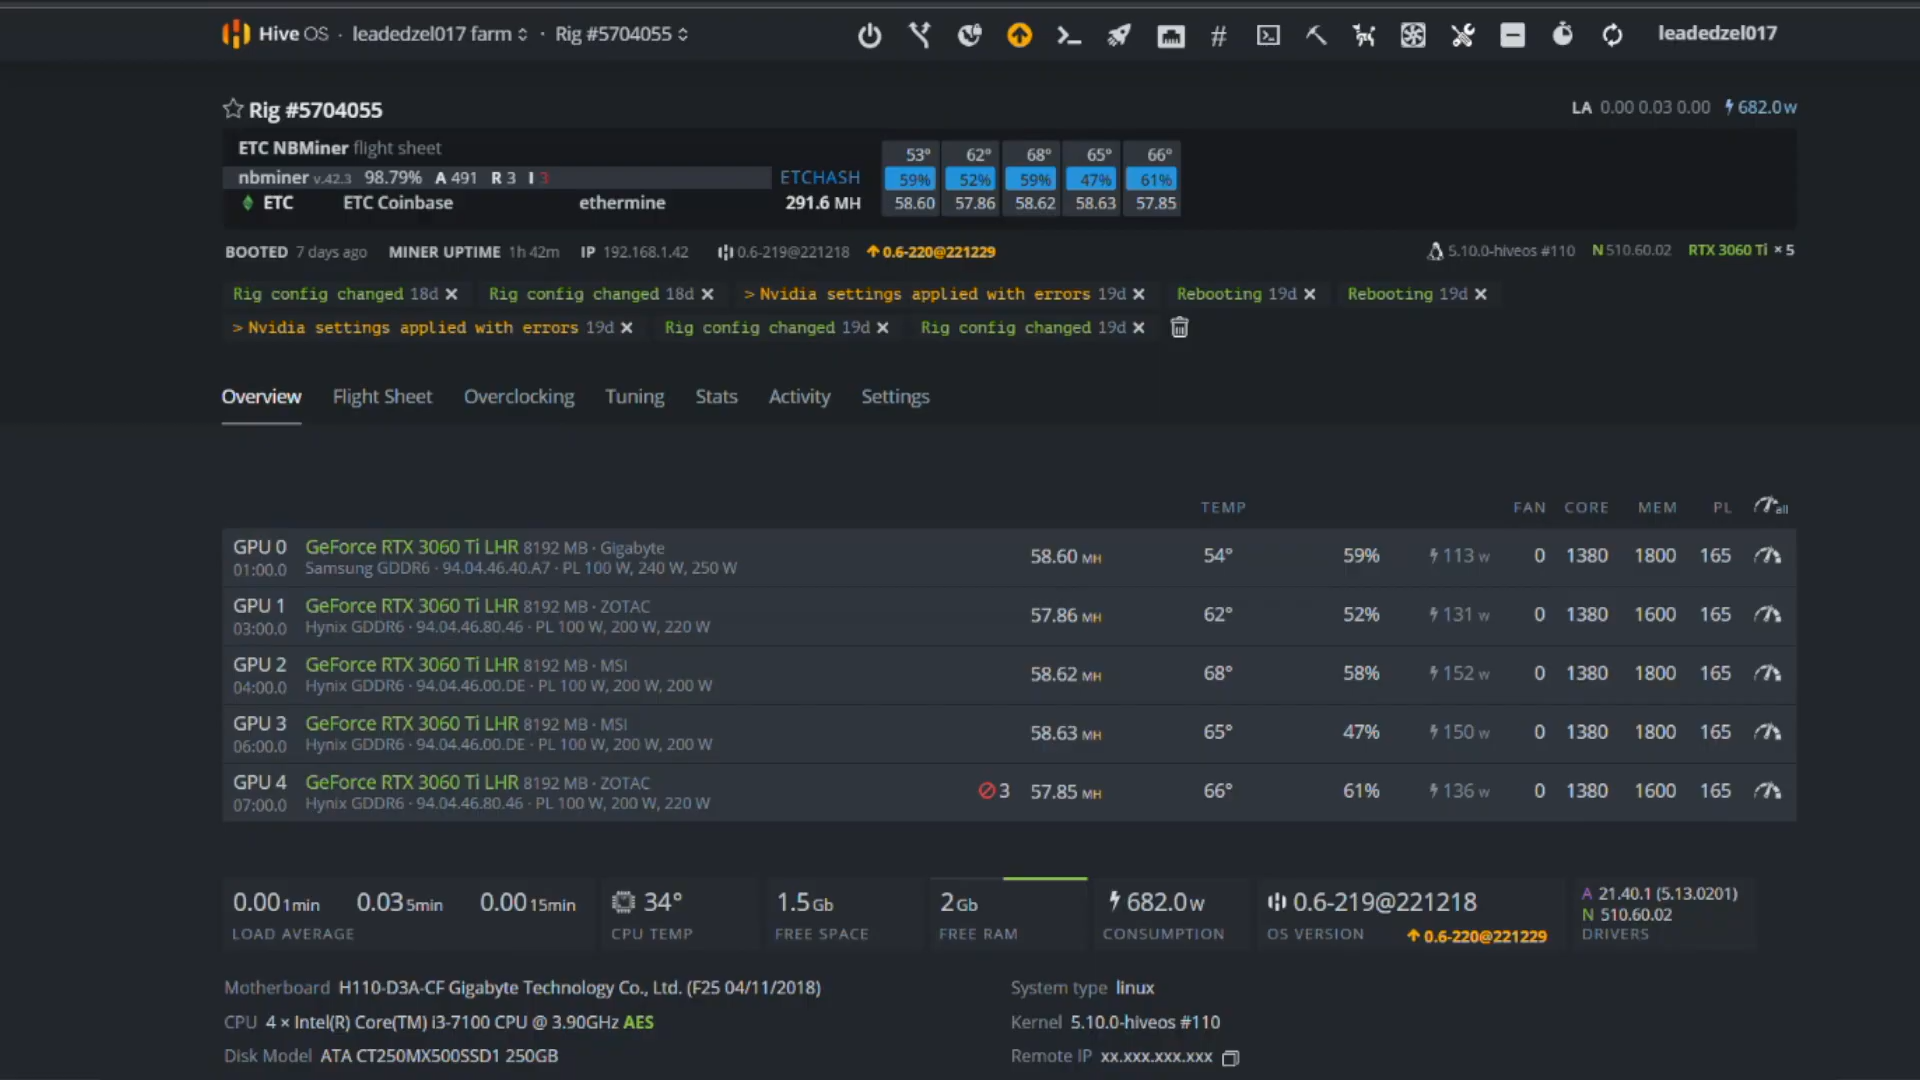 Hive OS · leadedzel017 farm · Rig #5704055 leadedzel017
Rig #5704055 LA 0.00 0.03 0.00 682.0 w
ETC NBMiner flight sheet
nbminer v.42.3 98.79% A 491 R 3 I 3 ETCHASH
ETC ETC Coinbase ethermine 291.6 MH
53° 62° 68° 65° 66°
59% 52% 59% 47% 61%
58.60 57.86 58.62 58.63 57.85
BOOTED 7 days ago MINER UPTIME 1h 42m IP 192.168.1.42 0.6-219@221218 0.6-220@221229 5.10.0-hiveos #110 N 510.60.02 RTX 3060 Ti × 5
Rig config changed 18d × Rig config changed 18d × > Nvidia settings applied with errors 19d × Rebooting 19d × Rebooting 19d ×
> Nvidia settings applied with errors 19d × Rig config changed 19d × Rig config changed 19d ×
Overview Flight Sheet Overclocking Tuning Stats Activity Settings
TEMP FAN CORE MEM PL all
GPU 0 GeForce RTX 3060 Ti LHR 8192 MB · Gigabyte 58.60 MH 54° 59% 113 w 0 1380 1800 165
01:00.0 Samsung GDDR6 · 94.04.46.40.A7 · PL 100 W, 240 W, 250 W
GPU 1 GeForce RTX 3060 Ti LHR 8192 MB · ZOTAC 57.86 MH 62° 52% 131 w 0 1380 1600 165
03:00.0 Hynix GDDR6 · 94.04.46.80.46 · PL 100 W, 200 W, 220 W
GPU 2 GeForce RTX 3060 Ti LHR 8192 MB · MSI 58.62 MH 68° 58% 152 w 0 1380 1800 165
04:00.0 Hynix GDDR6 · 94.04.46.00.DE · PL 100 W, 200 W, 200 W
GPU 3 GeForce RTX 3060 Ti LHR 8192 MB · MSI 58.63 MH 65° 47% 150 w 0 1380 1800 165
06:00.0 Hynix GDDR6 · 94.04.46.00.DE · PL 100 W, 200 W, 200 W
GPU 4 GeForce RTX 3060 Ti LHR 8192 MB · ZOTAC 3 57.85 MH 66° 61% 136 w 0 1380 1600 165
07:00.0 Hynix GDDR6 · 94.04.46.80.46 · PL 100 W, 200 W, 220 W
0.00 1min 0.03 5min 0.00 15min
LOAD AVERAGE
34°
CPU TEMP
1.5 Gb
FREE SPACE
2 Gb
FREE RAM
682.0 w
CONSUMPTION
0.6-219@221218
OS VERSION 0.6-220@221229
A 21.40.1 (5.13.0201)
N 510.60.02
DRIVERS
Motherboard H110-D3A-CF Gigabyte Technology Co., Ltd. (F25 04/11/2018)
CPU 4 × Intel(R) Core(TM) i3-7100 CPU @ 3.90GHz AES
Disk Model ATA CT250MX500SSD1 250GB
System type linux
Kernel 5.10.0-hiveos #110
Remote IP xx.xxx.xxx.xxx